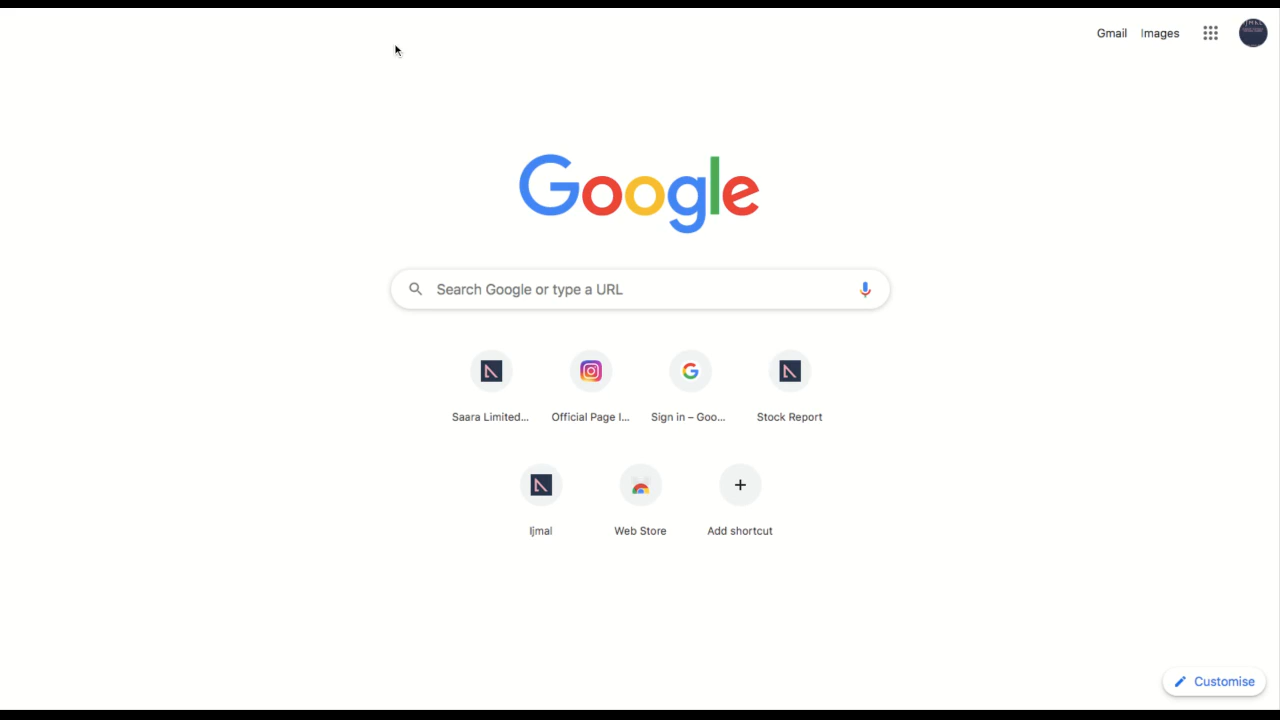 Gmail Images
Google
Search Google or type a URL
Saara Limited... Official Page I... Sign in – Goo... Stock Report
Ijmal Web Store Add shortcut
Customise